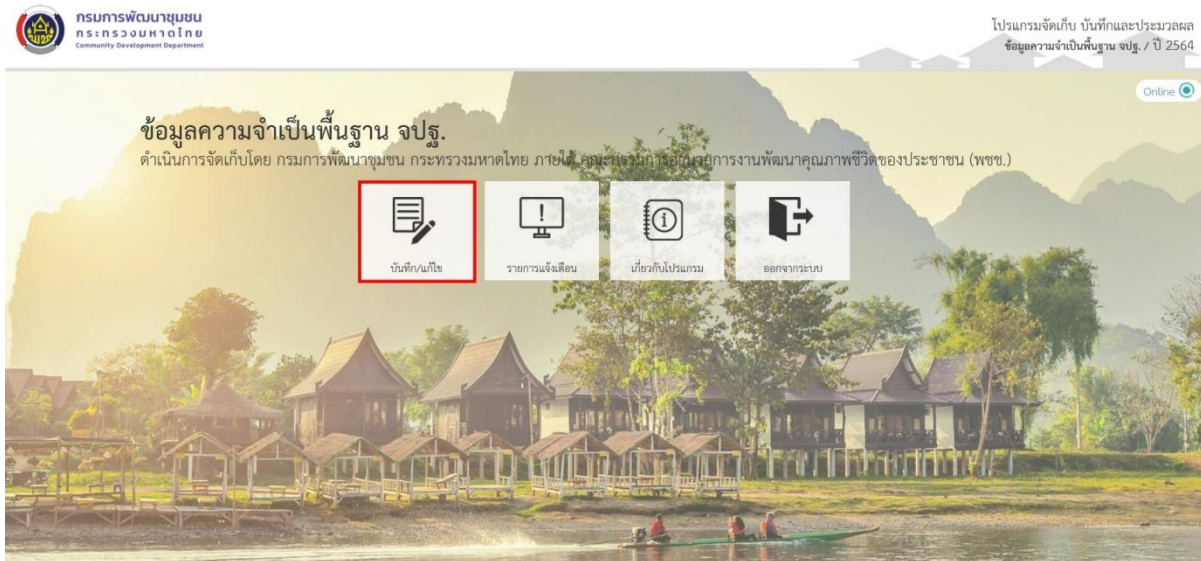 กรมการพัฒนาชุมชน
กระทรวงมหาดไทย
Community Development Department
โปรแกรมจัดเก็บ บันทึกและประมวลผล
ข้อมูลความจำเป็นพื้นฐาน จปฐ. / ปี 2564
Online
ข้อมูลความจำเป็นพื้นฐาน จปฐ.
ดำเนินการจัดเก็บโดย กรมการพัฒนาชุมชน กระทรวงมหาดไทย ภายใต้ คณะกรรมการอำนวยการงานพัฒนาคุณภาพชีวิตของประชาชน (พชช.)
บันทึก/แก้ไข
รายการแจ้งเตือน
เกี่ยวกับโปรแกรม
ออกจากระบบ